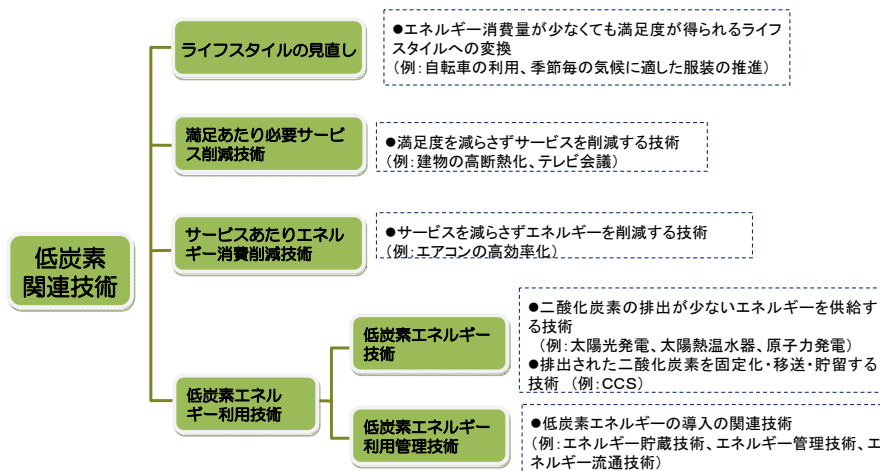 ライフスタイルの見直し
●エネルギー消費量が少なくても満足度が得られるライフ
スタイルへの変換
(例:自転車の利用、季節毎の気候に適した服装の推進)
満足あたり必要サービ
ス削減技術
●満足度を減らさずサービスを削減する技術
(例:建物の高断熱化、テレビ会議)
サービスあたりエネル
ギー消費削減技術
●サービスを減らさずエネルギーを削減する技術
(例:エアコンの高効率化)
低炭素
関連技術
低炭素エネル
ギー利用技術
低炭素エネルギー
技術
●二酸化炭素の排出が少ないエネルギーを供給す
る技術
(例:太陽光発電、太陽熱温水器、原子力発電)
●排出された二酸化炭素を固定化・移送・貯留する
技術 (例:CCS)
低炭素エネルギー
利用管理技術
●低炭素エネルギーの導入の関連技術
(例:エネルギー貯蔵技術、エネルギー管理技術、エ
ネルギー流通技術)